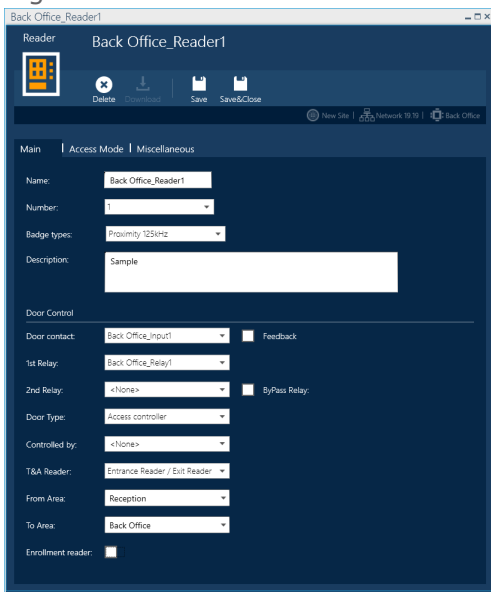 Back Office_Reader1
Reader
Back Office_Reader1
Delete Download Save Save&Close
New Site | Network 19.19 | Back Office
Main Access Mode Miscellaneous
Name: Back Office_Reader1
Number: 1
Badge types: Proximity 125kHz
Description: Sample
Door Control
Door contact: Back Office_Input1 Feedback
1st Relay: Back Office_Relay1
2nd Relay: <None> ByPass Relay:
Door Type: Access controller
Controlled by: <None>
T&A Reader: Entrance Reader / Exit Reader
From Area: Reception
To Area: Back Office
Enrollment reader: